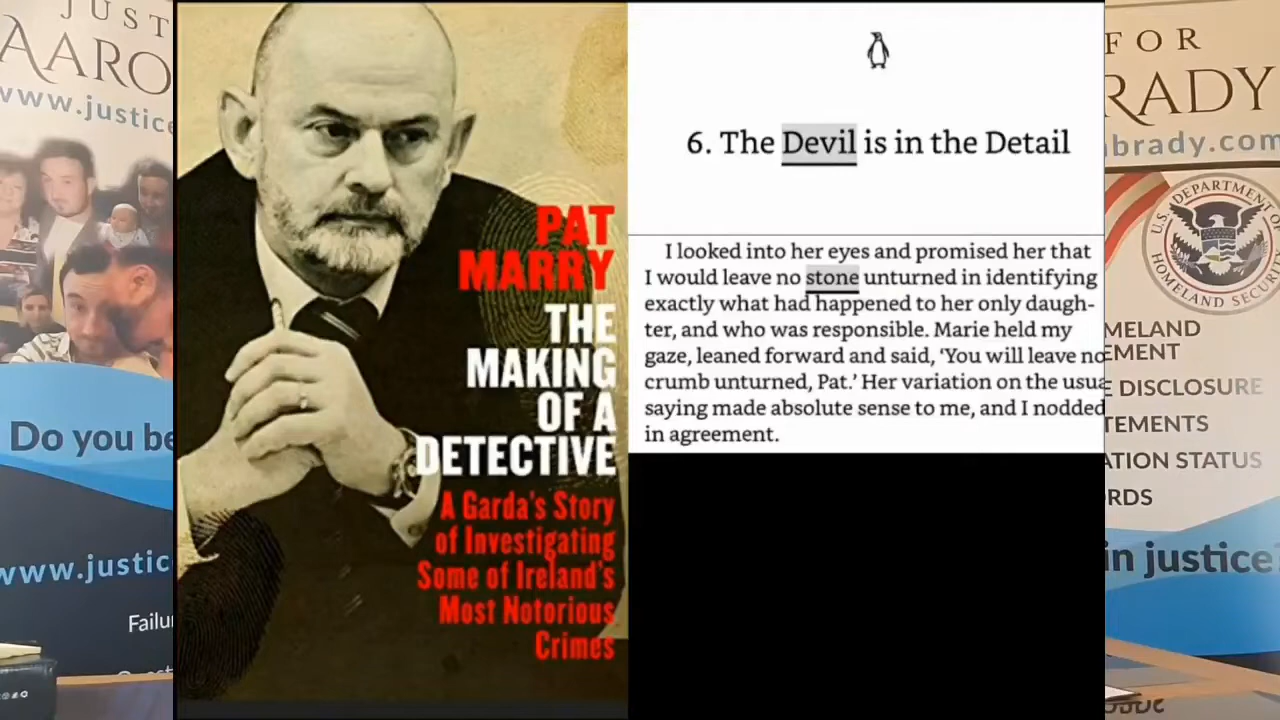 JUST
AARO
www.justice
Do you be
www.justic
Failu
PAT
MARRY
THE
MAKING
OF A
DETECTIVE
A Garda's Story
of Investigating
Some of Ireland's
Most Notorious
Crimes
6. The Devil is in the Detail
I looked into her eyes and promised her that
I would leave no stone unturned in identifying
exactly what had happened to her only daugh-
ter, and who was responsible. Marie held my
gaze, leaned forward and said, ‘You will leave no
crumb unturned, Pat.’ Her variation on the usua
saying made absolute sense to me, and I nodded
in agreement.
FOR
RADY
nbrady.com
U.S. DEPARTMENT OF
HOMELAND SECURITY
MELAND
EMENT
E DISCLOSURE
TEMENTS
ATION STATUS
RDS
in justice?